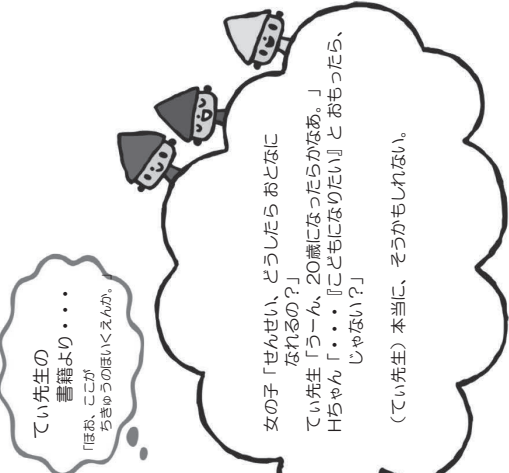 てぃ先生の
書籍より・・・
「ほお、ここが
ちきゅうのほいくえんか。」
女の子「せんせい、どうしたら おとなに
なれるの？」
てぃ先生「うーん、20歳になったらかなあ。」
Hちゃん「・・・『こどもになりたい』と おもったら、
じゃない？」
（てぃ先生）本当に、そうかもしれない。